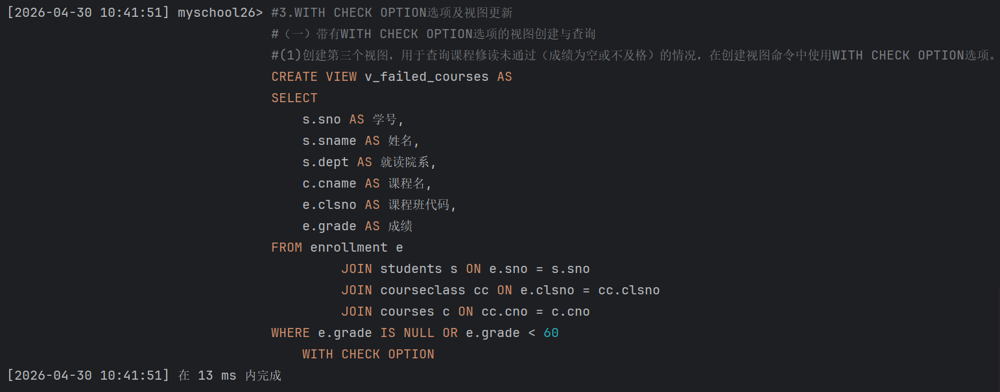 [2026-04-30 10:41:51] myschool26> #3.WITH CHECK OPTION选项及视图更新
#（一）带有WITH CHECK OPTION选项的视图创建与查询
#(1)创建第三个视图，用于查询课程修读未通过（成绩为空或不及格）的情况，在创建视图命令中使用WITH CHECK OPTION选项。
CREATE VIEW v_failed_courses AS
SELECT
s.sno AS 学号,
s.sname AS 姓名,
s.dept AS 就读院系,
c.cname AS 课程名,
e.clsno AS 课程班代码,
e.grade AS 成绩
FROM enrollment e
JOIN students s ON e.sno = s.sno
JOIN courseclass cc ON e.clsno = cc.clsno
JOIN courses c ON cc.cno = c.cno
WHERE e.grade IS NULL OR e.grade < 60
WITH CHECK OPTION
[2026-04-30 10:41:51] 在 13 ms 内完成